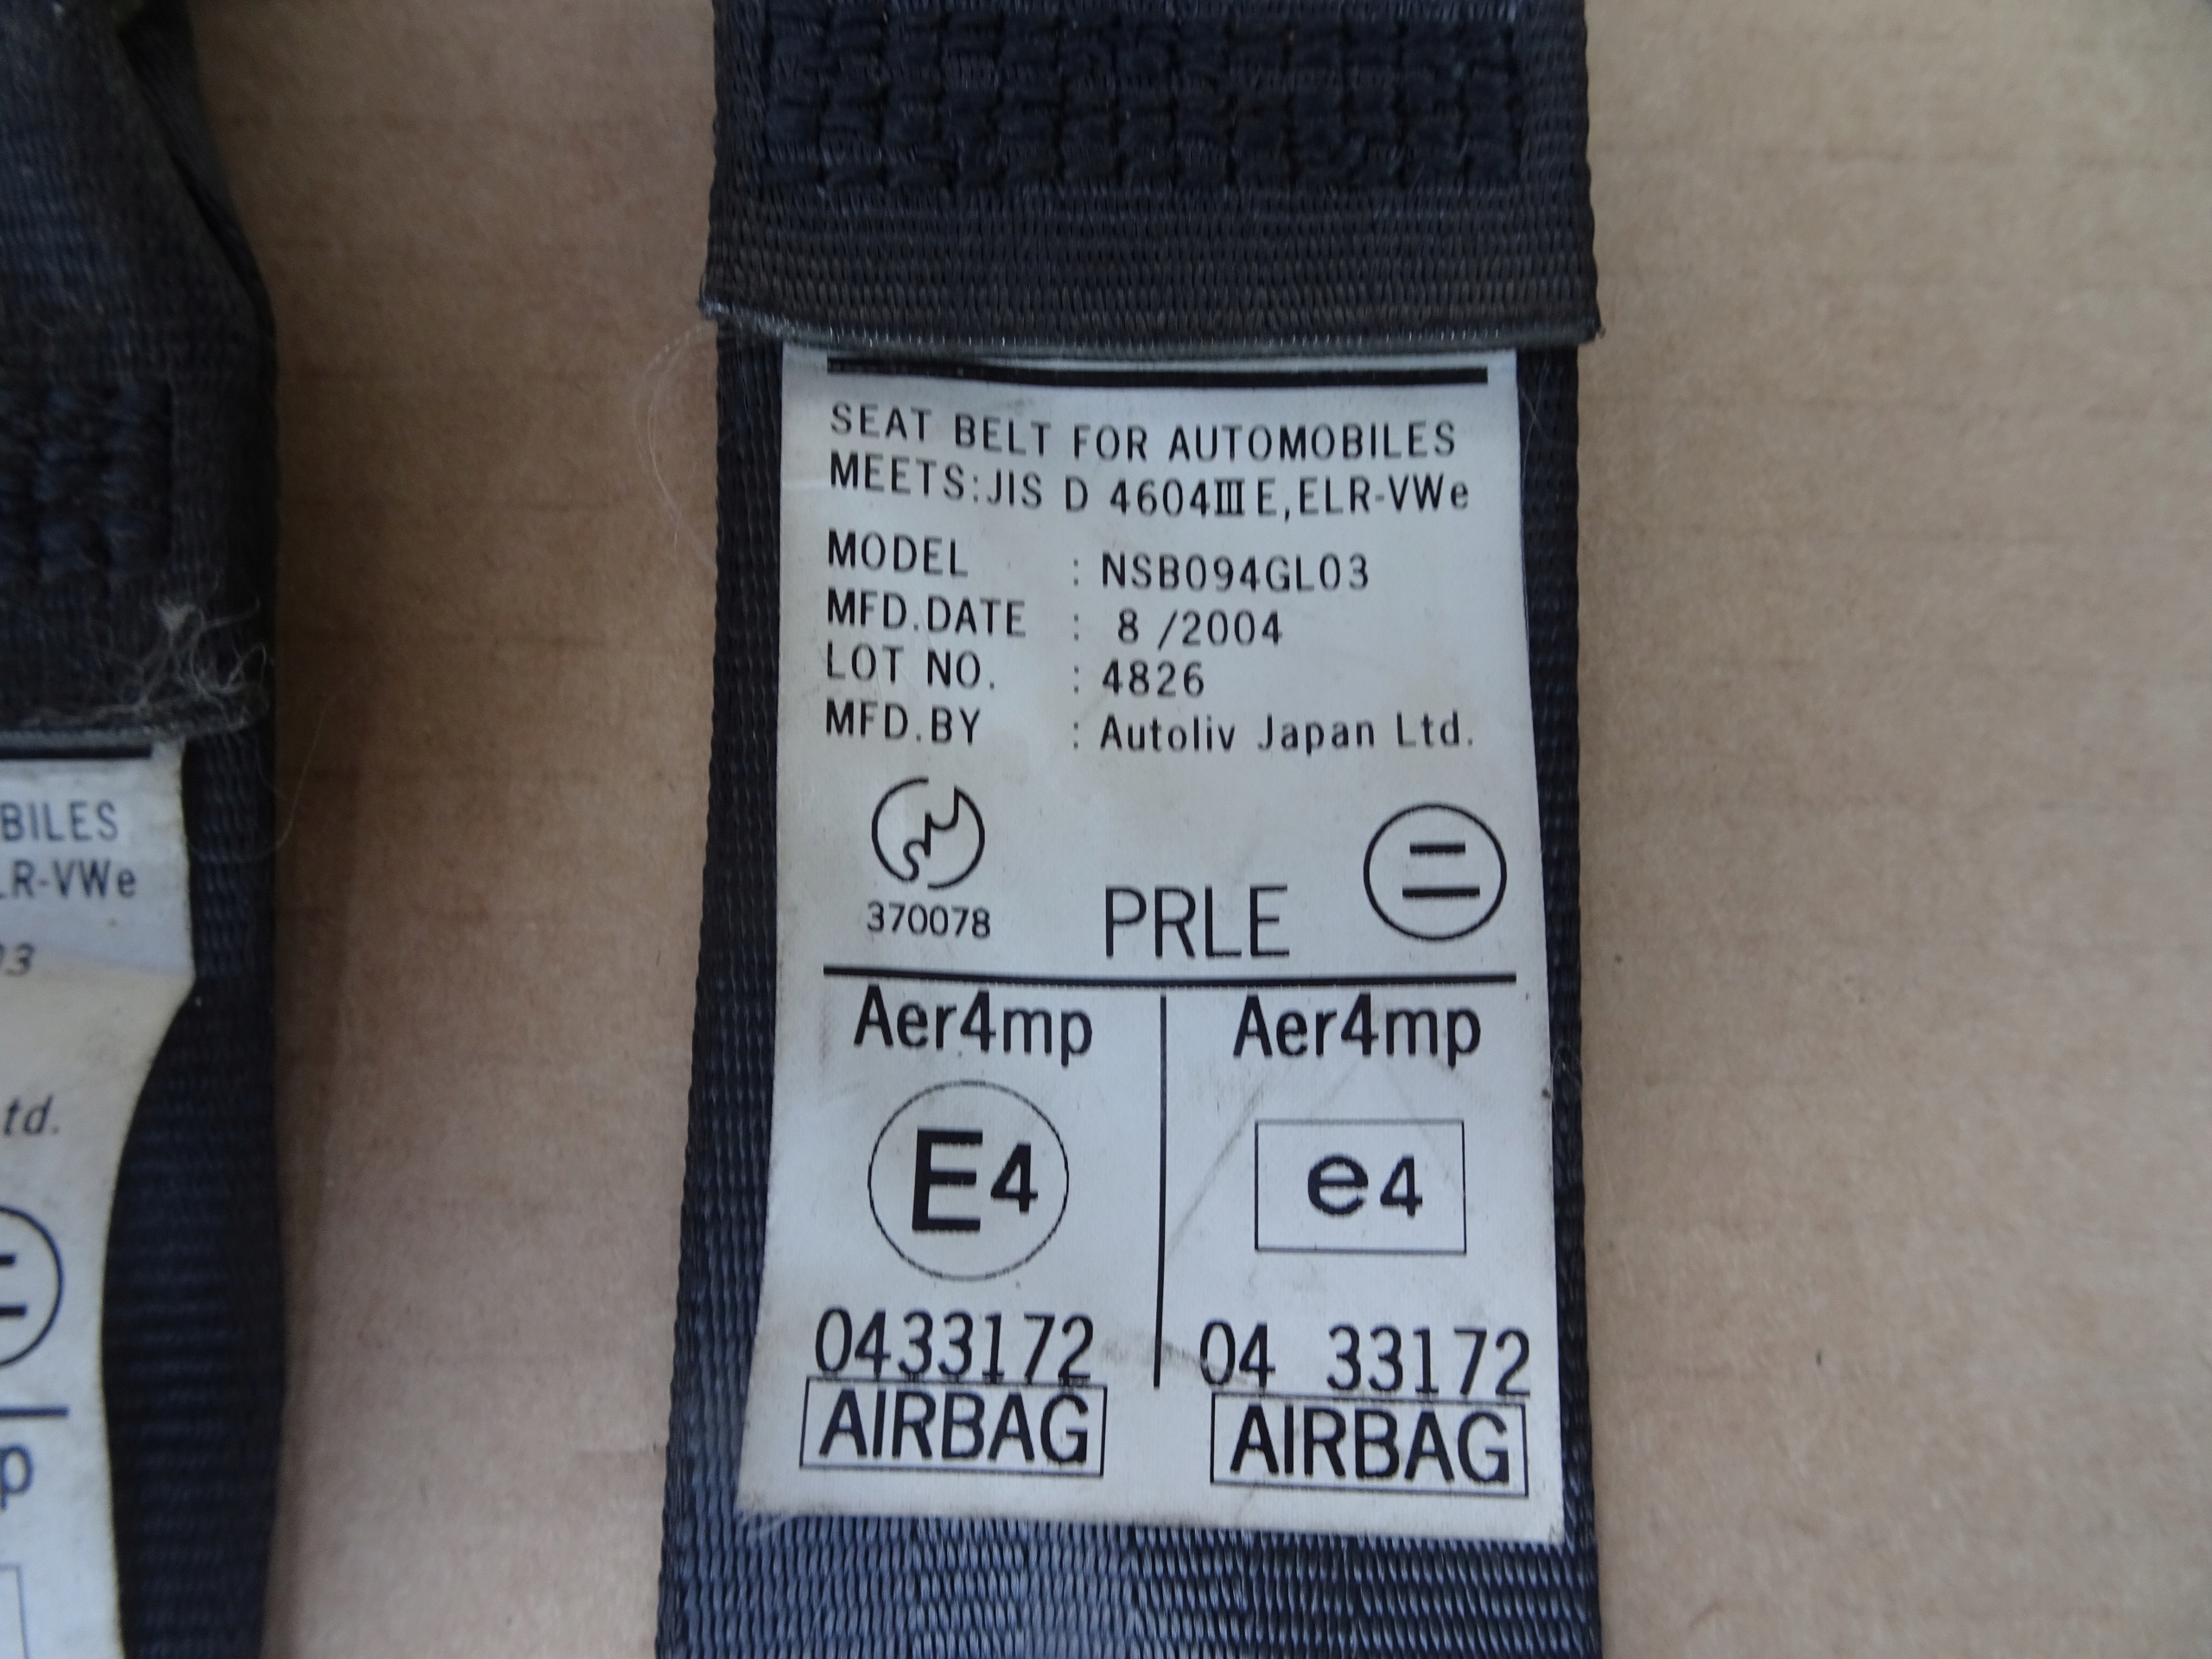 SEAT BELT FOR AUTOMOBILES
MEETS:JIS D 4604III E,ELR-VWe
MODEL : NSB094GL03
MFD.DATE : 8 /2004
LOT NO. : 4826
MFD.BY : Autoliv Japan Ltd.
370078
PRLE
Aer4mp Aer4mp
E4 e4
0433172 04 33172
AIRBAG AIRBAG
BILES
LR-VWe
03
td.
p